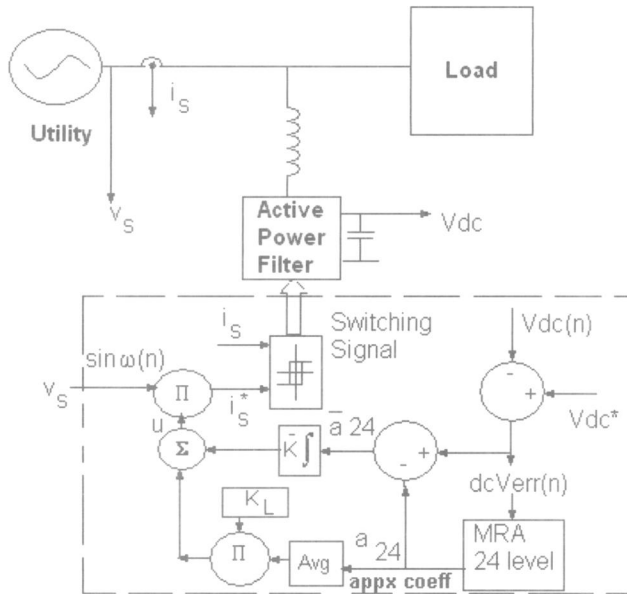 Load
Utility
i_s
v_s
Active
Power
Filter
Vdc
i_s
Switching
Signal
Vdc(n)
sin ω(n)
v_s
Π
i_s*
-
+
Vdc*
u
Σ
K̄ ∫
a̅ 24
-
+
dcVerr(n)
K_L
Π
Avg
a 24
MRA
24 level
appx coeff